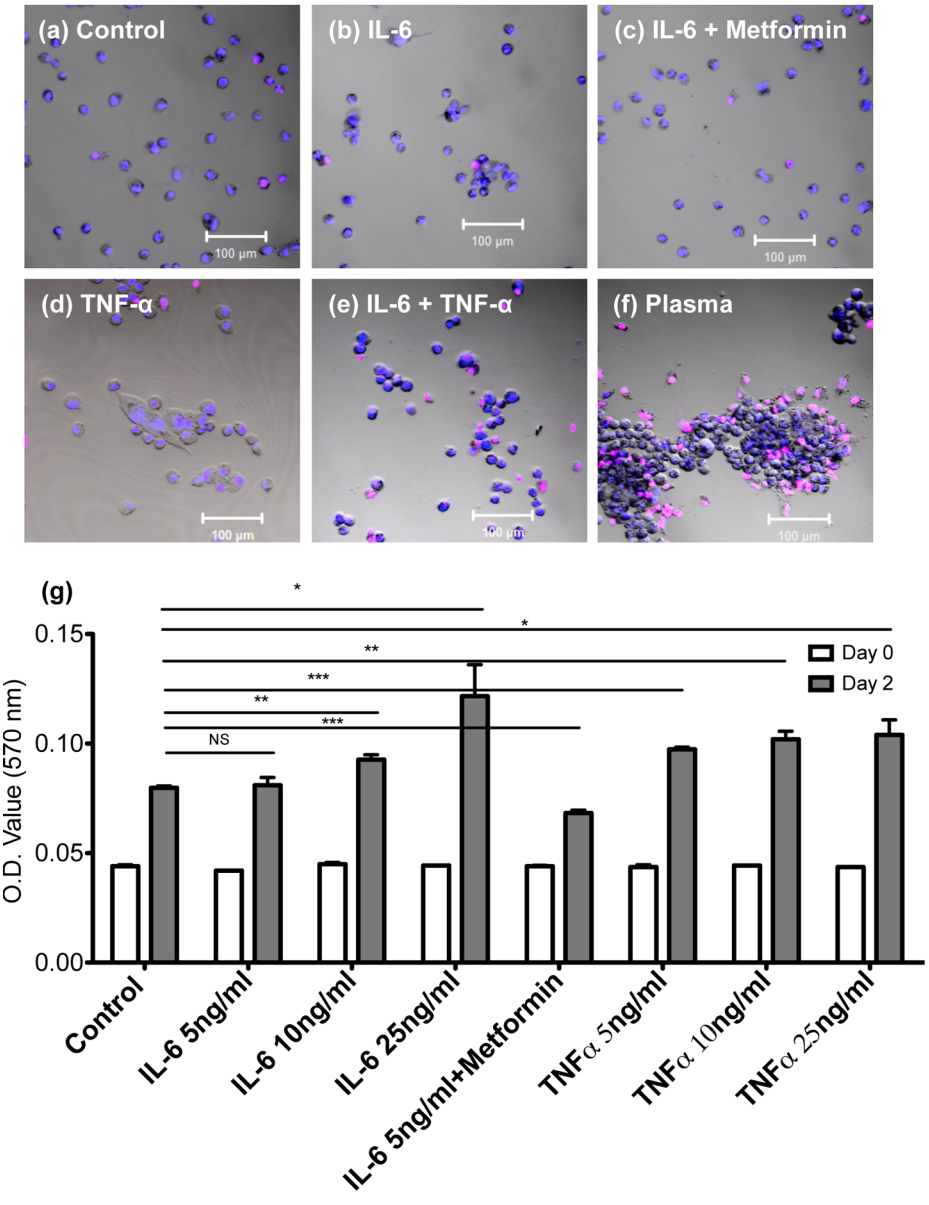 (a) Control
(b) IL-6
(c) IL-6 + Metformin
100 µm
100 µm
100 µm
(d) TNF-α
(e) IL-6 + TNF-α
(f) Plasma
100 µm
100 µm
100 µm
(g)
*
*
**
***
**
***
NS
Day 0
Day 2
O.D. Value (570 nm)
0.15
0.10
0.05
0.00
Control
IL-6 5ng/ml
IL-6 10ng/ml
IL-6 25ng/ml
IL-6 5ng/ml+Metformin
TNFα 5ng/ml
TNFα 10ng/ml
TNFα 25ng/ml